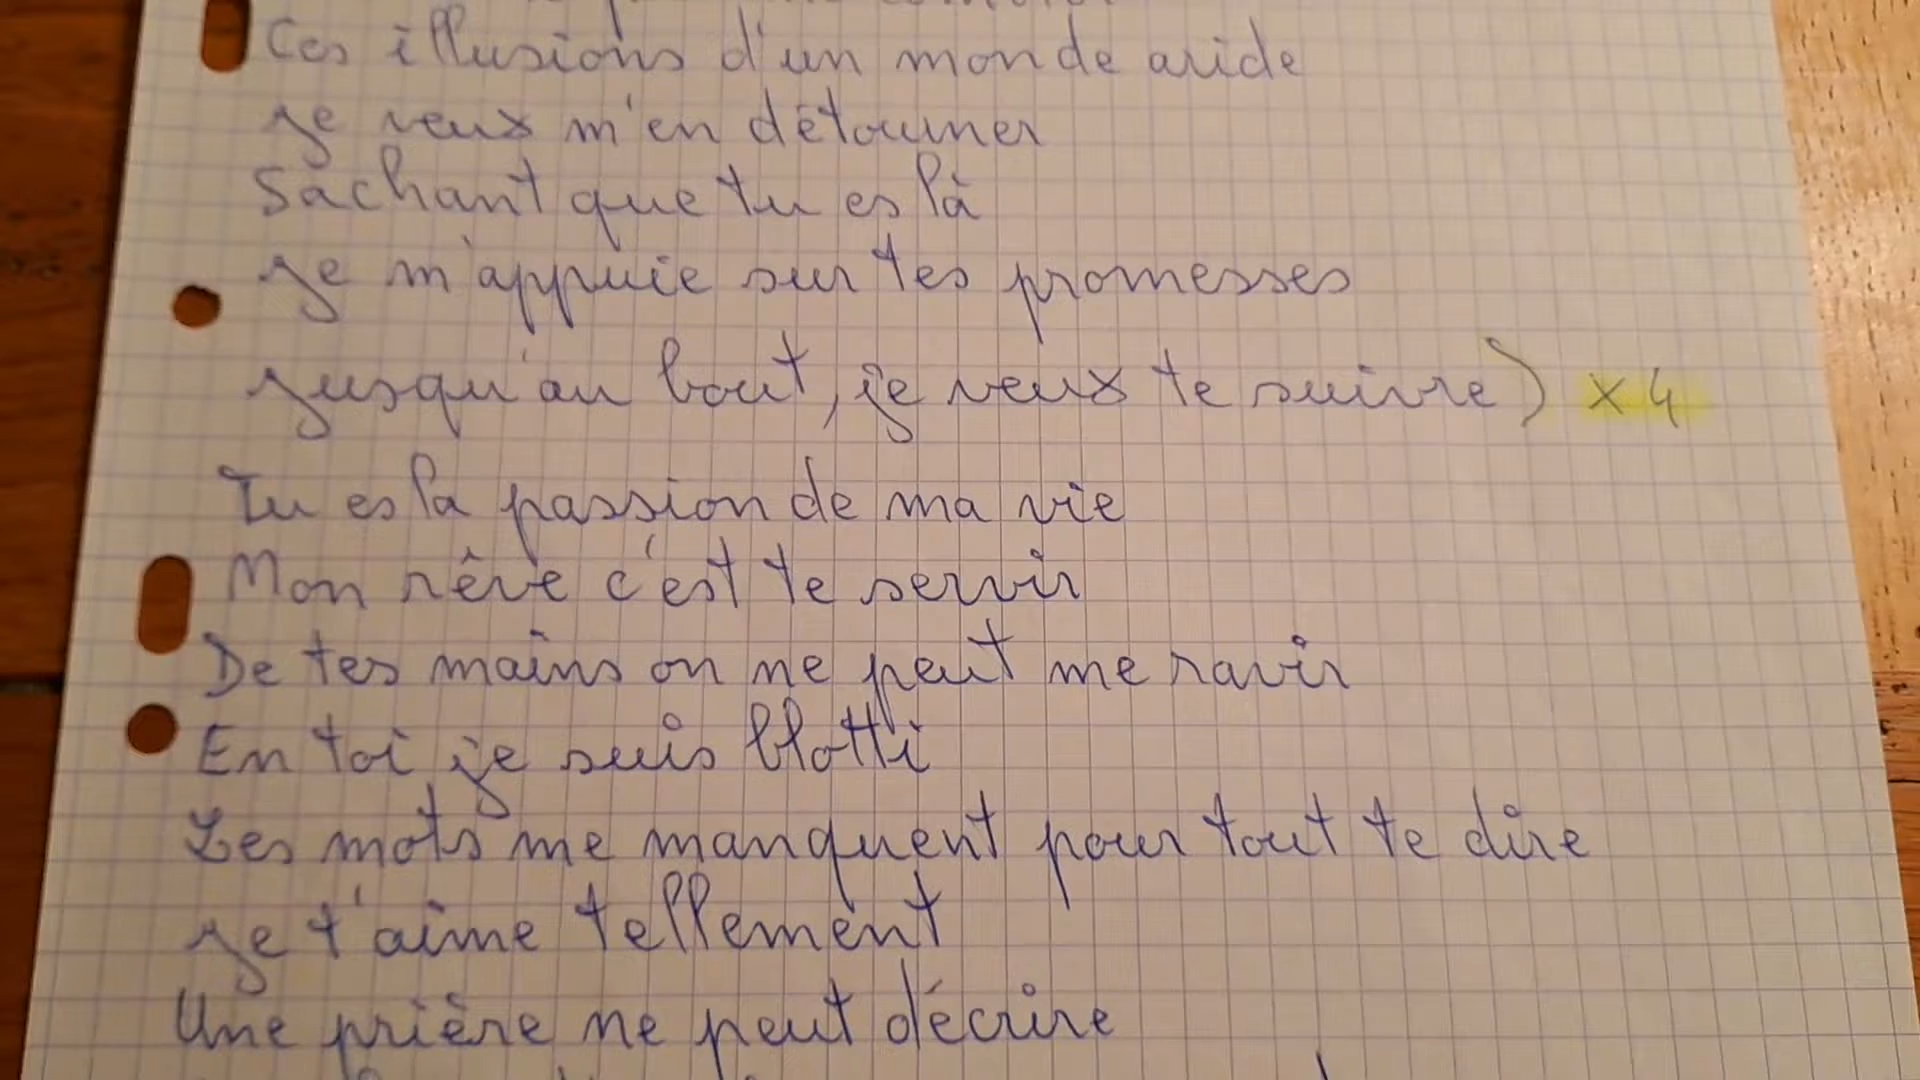 Ces illusions d'un monde aride
Je veux m'en détourner
Sachant que tu es là
Je m'appuie sur tes promesses
Jusqu'au bout, je veux te suivre) x4
Tu es la passion de ma vie
Mon rêve c'est te servir
De tes mains on ne peut me ravir
En toi je suis blotti
Les mots me manquent pour tout te dire
Je t'aime tellement
Une prière ne peut décrire